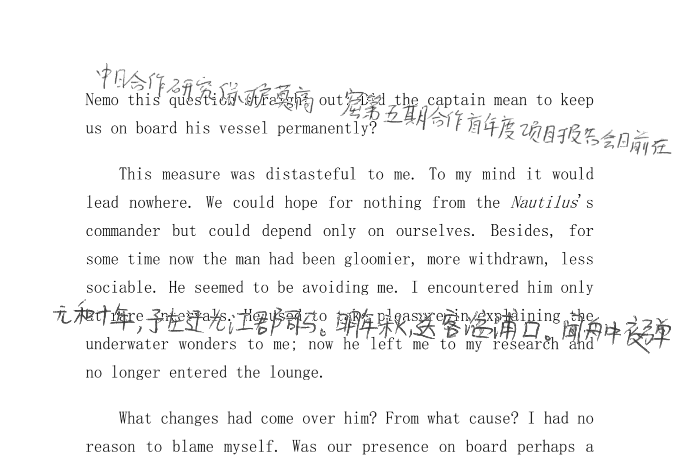 中日合作研究 保护莫高窟第五期合作首年度项目报告会日前在
Nemo this question straight out? Did the captain mean to keep
us on board his vessel permanently?
This measure was distasteful to me. To my mind it would
lead nowhere. We could hope for nothing from the Nautilus's
commander but could depend only on ourselves. Besides, for
some time now the man had been gloomier, more withdrawn, less
sociable. He seemed to be avoiding me. I encountered him only
at rare intervals. He used to take pleasure in explaining the
元和十年，予左迁九江郡司马。明年秋，送客湓浦口。闻舟中夜弹
underwater wonders to me; now he left me to my research and
no longer entered the lounge.
What changes had come over him? From what cause? I had no
reason to blame myself. Was our presence on board perhaps a